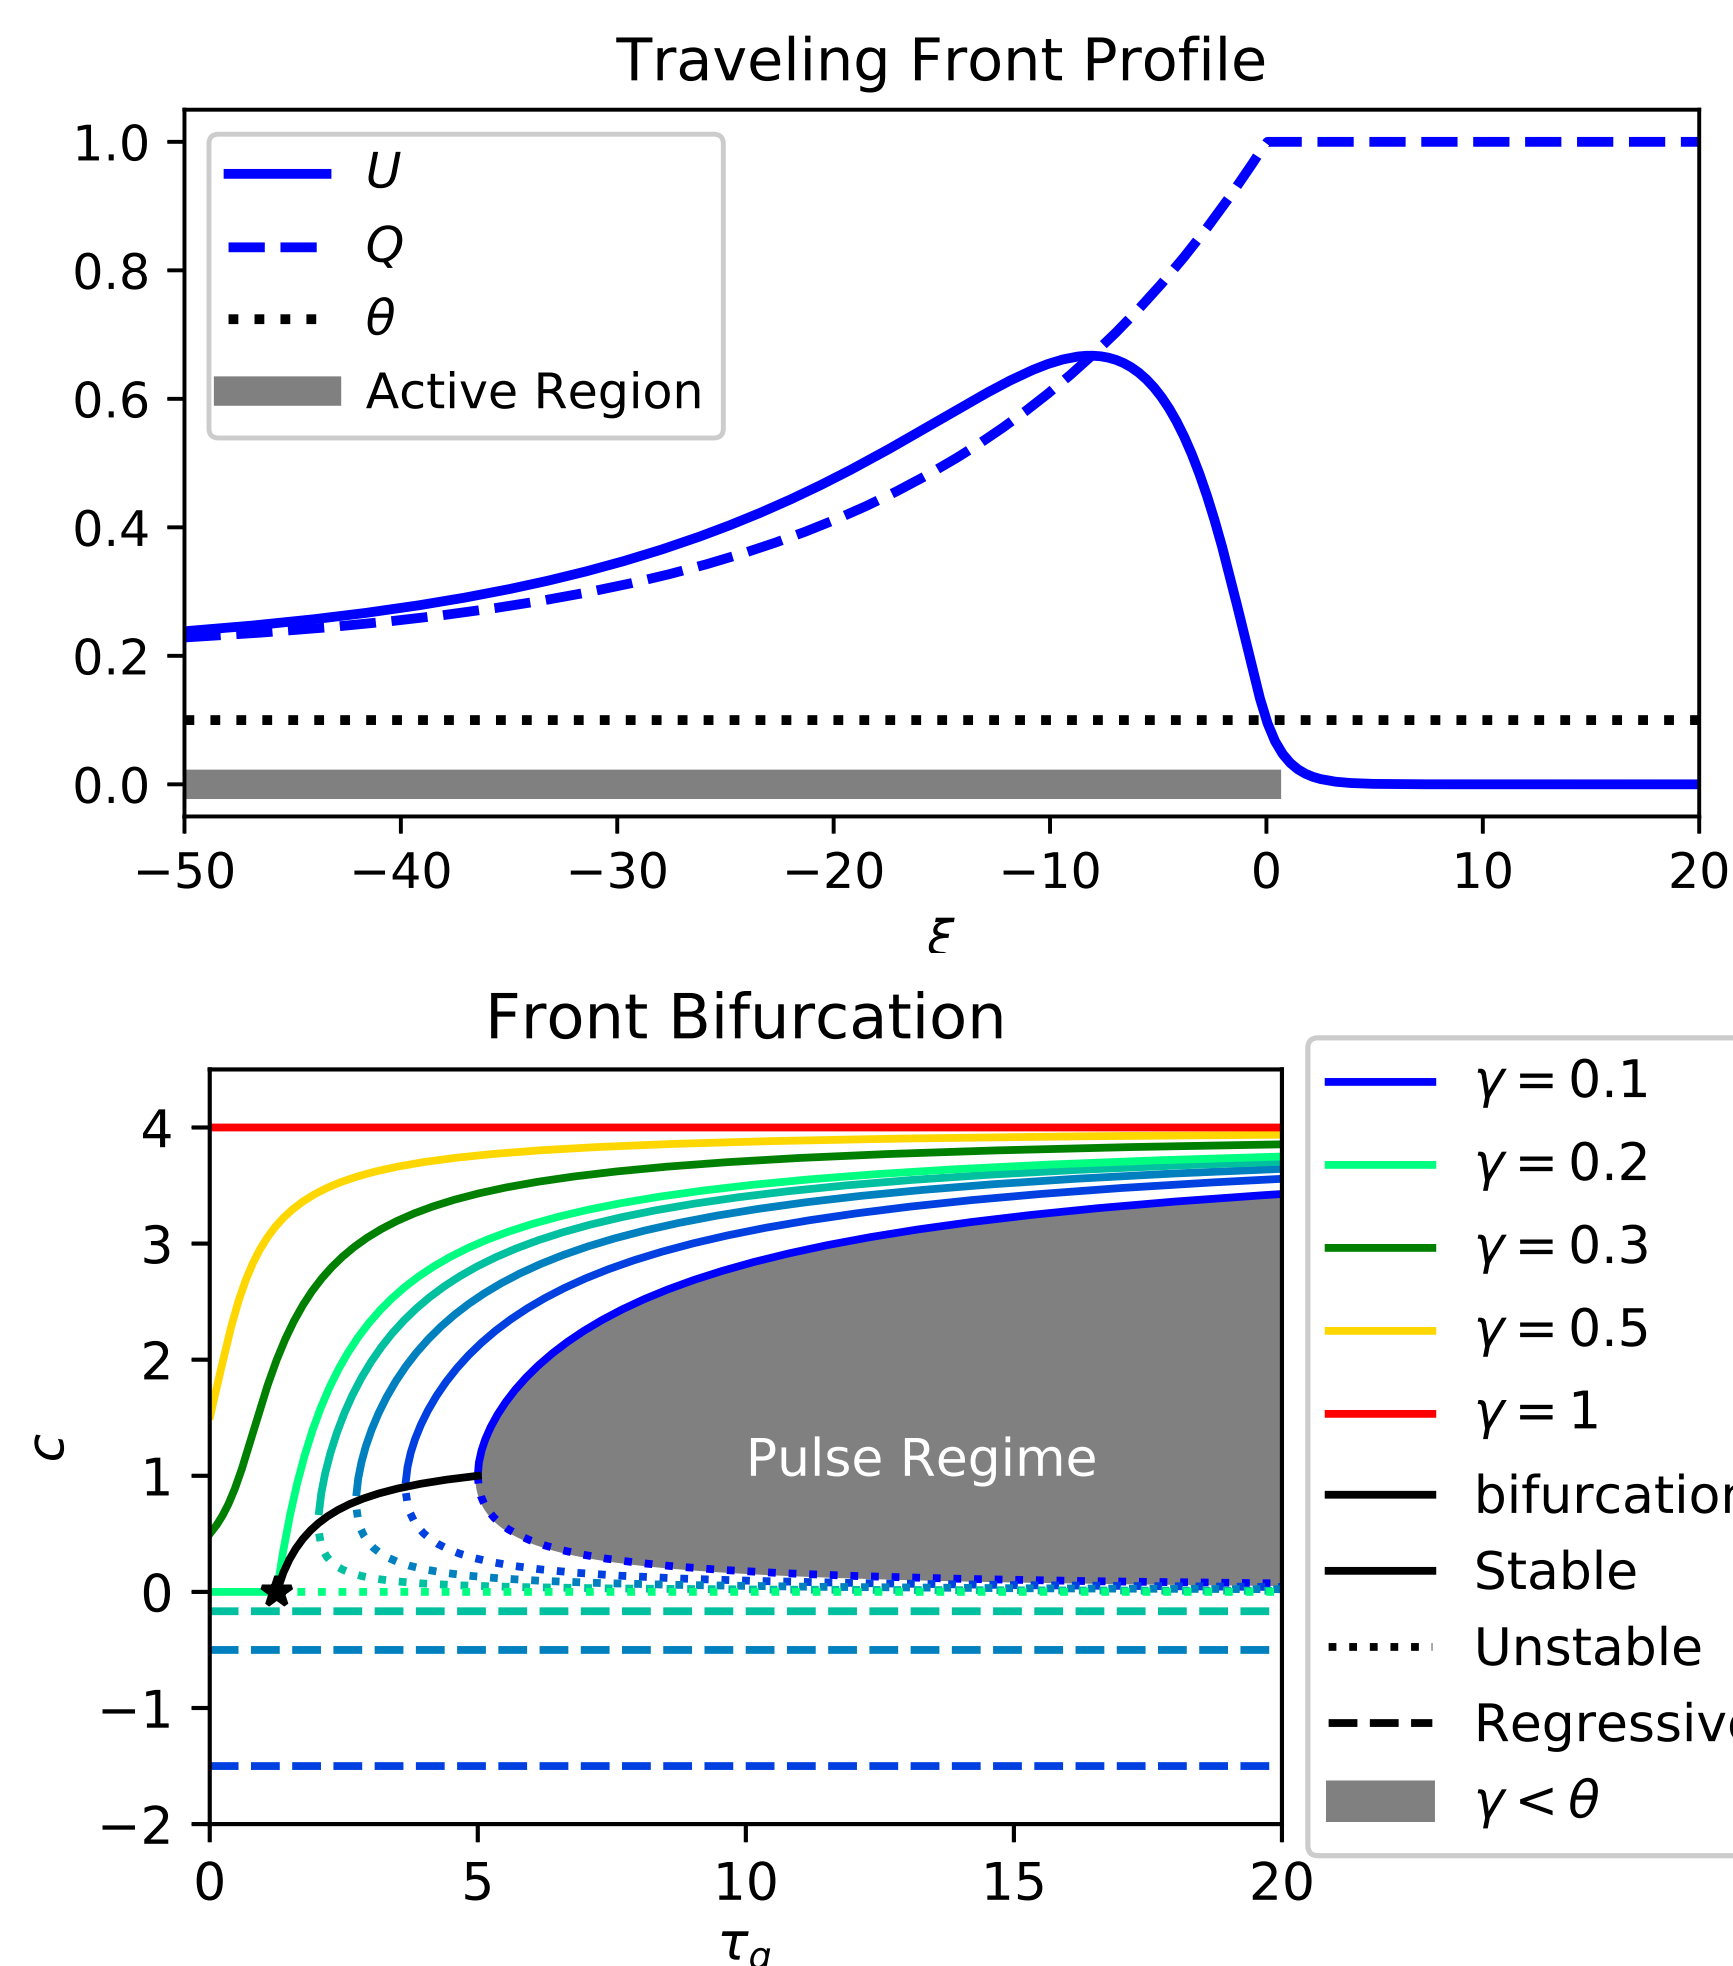 Traveling Front Profile
1.0
0.8
0.6
0.4
0.2
0.0
U
Q
θ
Active Region
−50 −40 −30 −20 −10 0 10 20
ξ
Front Bifurcation
4
3
2
1
0
−1
−2
c
Pulse Regime
0 5 10 15 20
τq
γ = 0.1
γ = 0.2
γ = 0.3
γ = 0.5
γ = 1
bifurcation
Stable
Unstable
Regressive
γ < θ